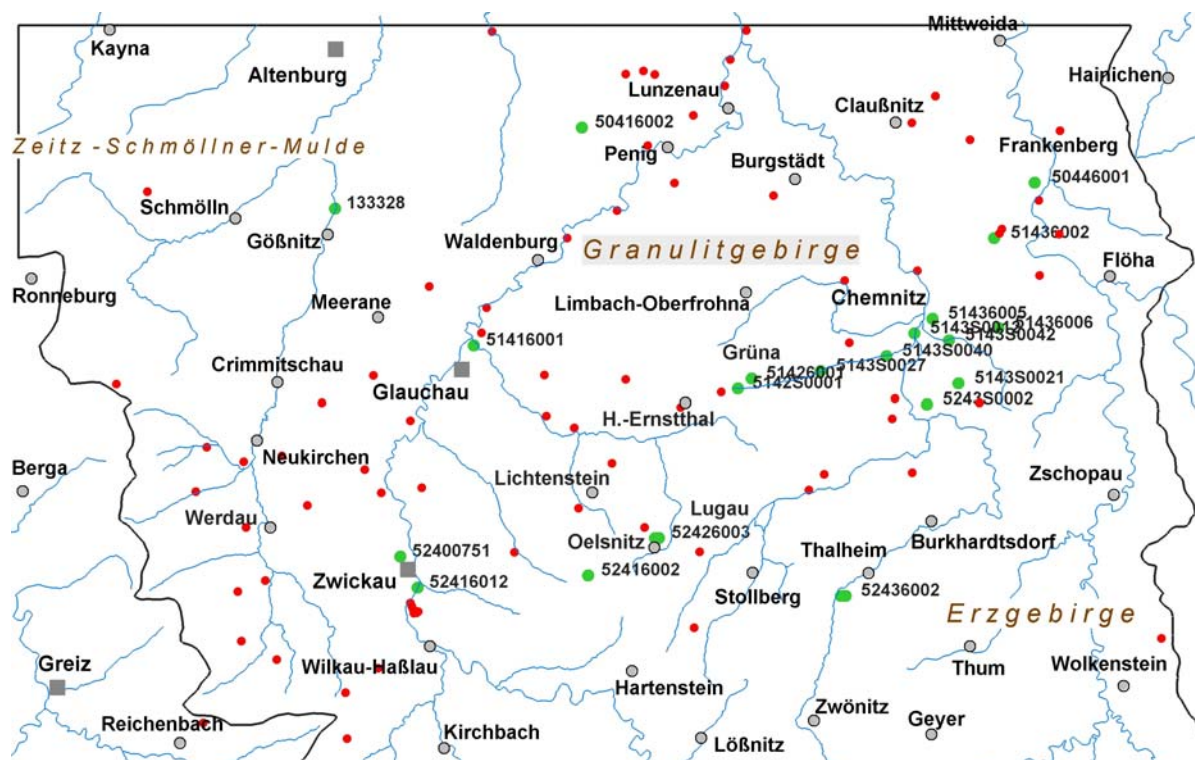 Mittweida
Kayna
Altenburg
Hainichen
Lunzenau
Claußnitz
50416002
Zeitz-Schmöllner-Mulde
Penig
Frankenberg
Burgstädt
50446001
Schmölln
133328
51436002
Gößnitz
Waldenburg
Granulitgebirge
Flöha
Ronneburg
Meerane
Limbach-Oberfrohna
Chemnitz
51436005
51436006
5143S0013
5143S0042
51416001
Grüna
5143S0040
Crimmitschau
51426001
5143S0027
5142S0001
5143S0021
Glauchau
5243S0002
H.-Ernstthal
Neukirchen
Berga
Lichtenstein
Zschopau
Lugau
Werdau
Oelsnitz
52426003
Burkhardtsdorf
52400751
Thalheim
Zwickau
52416002
52416012
Stollberg
52436002
Erzgebirge
Greiz
Wilkau-Haßlau
Thum
Wolkenstein
Hartenstein
Zwönitz
Geyer
Reichenbach
Kirchbach
Lößnitz